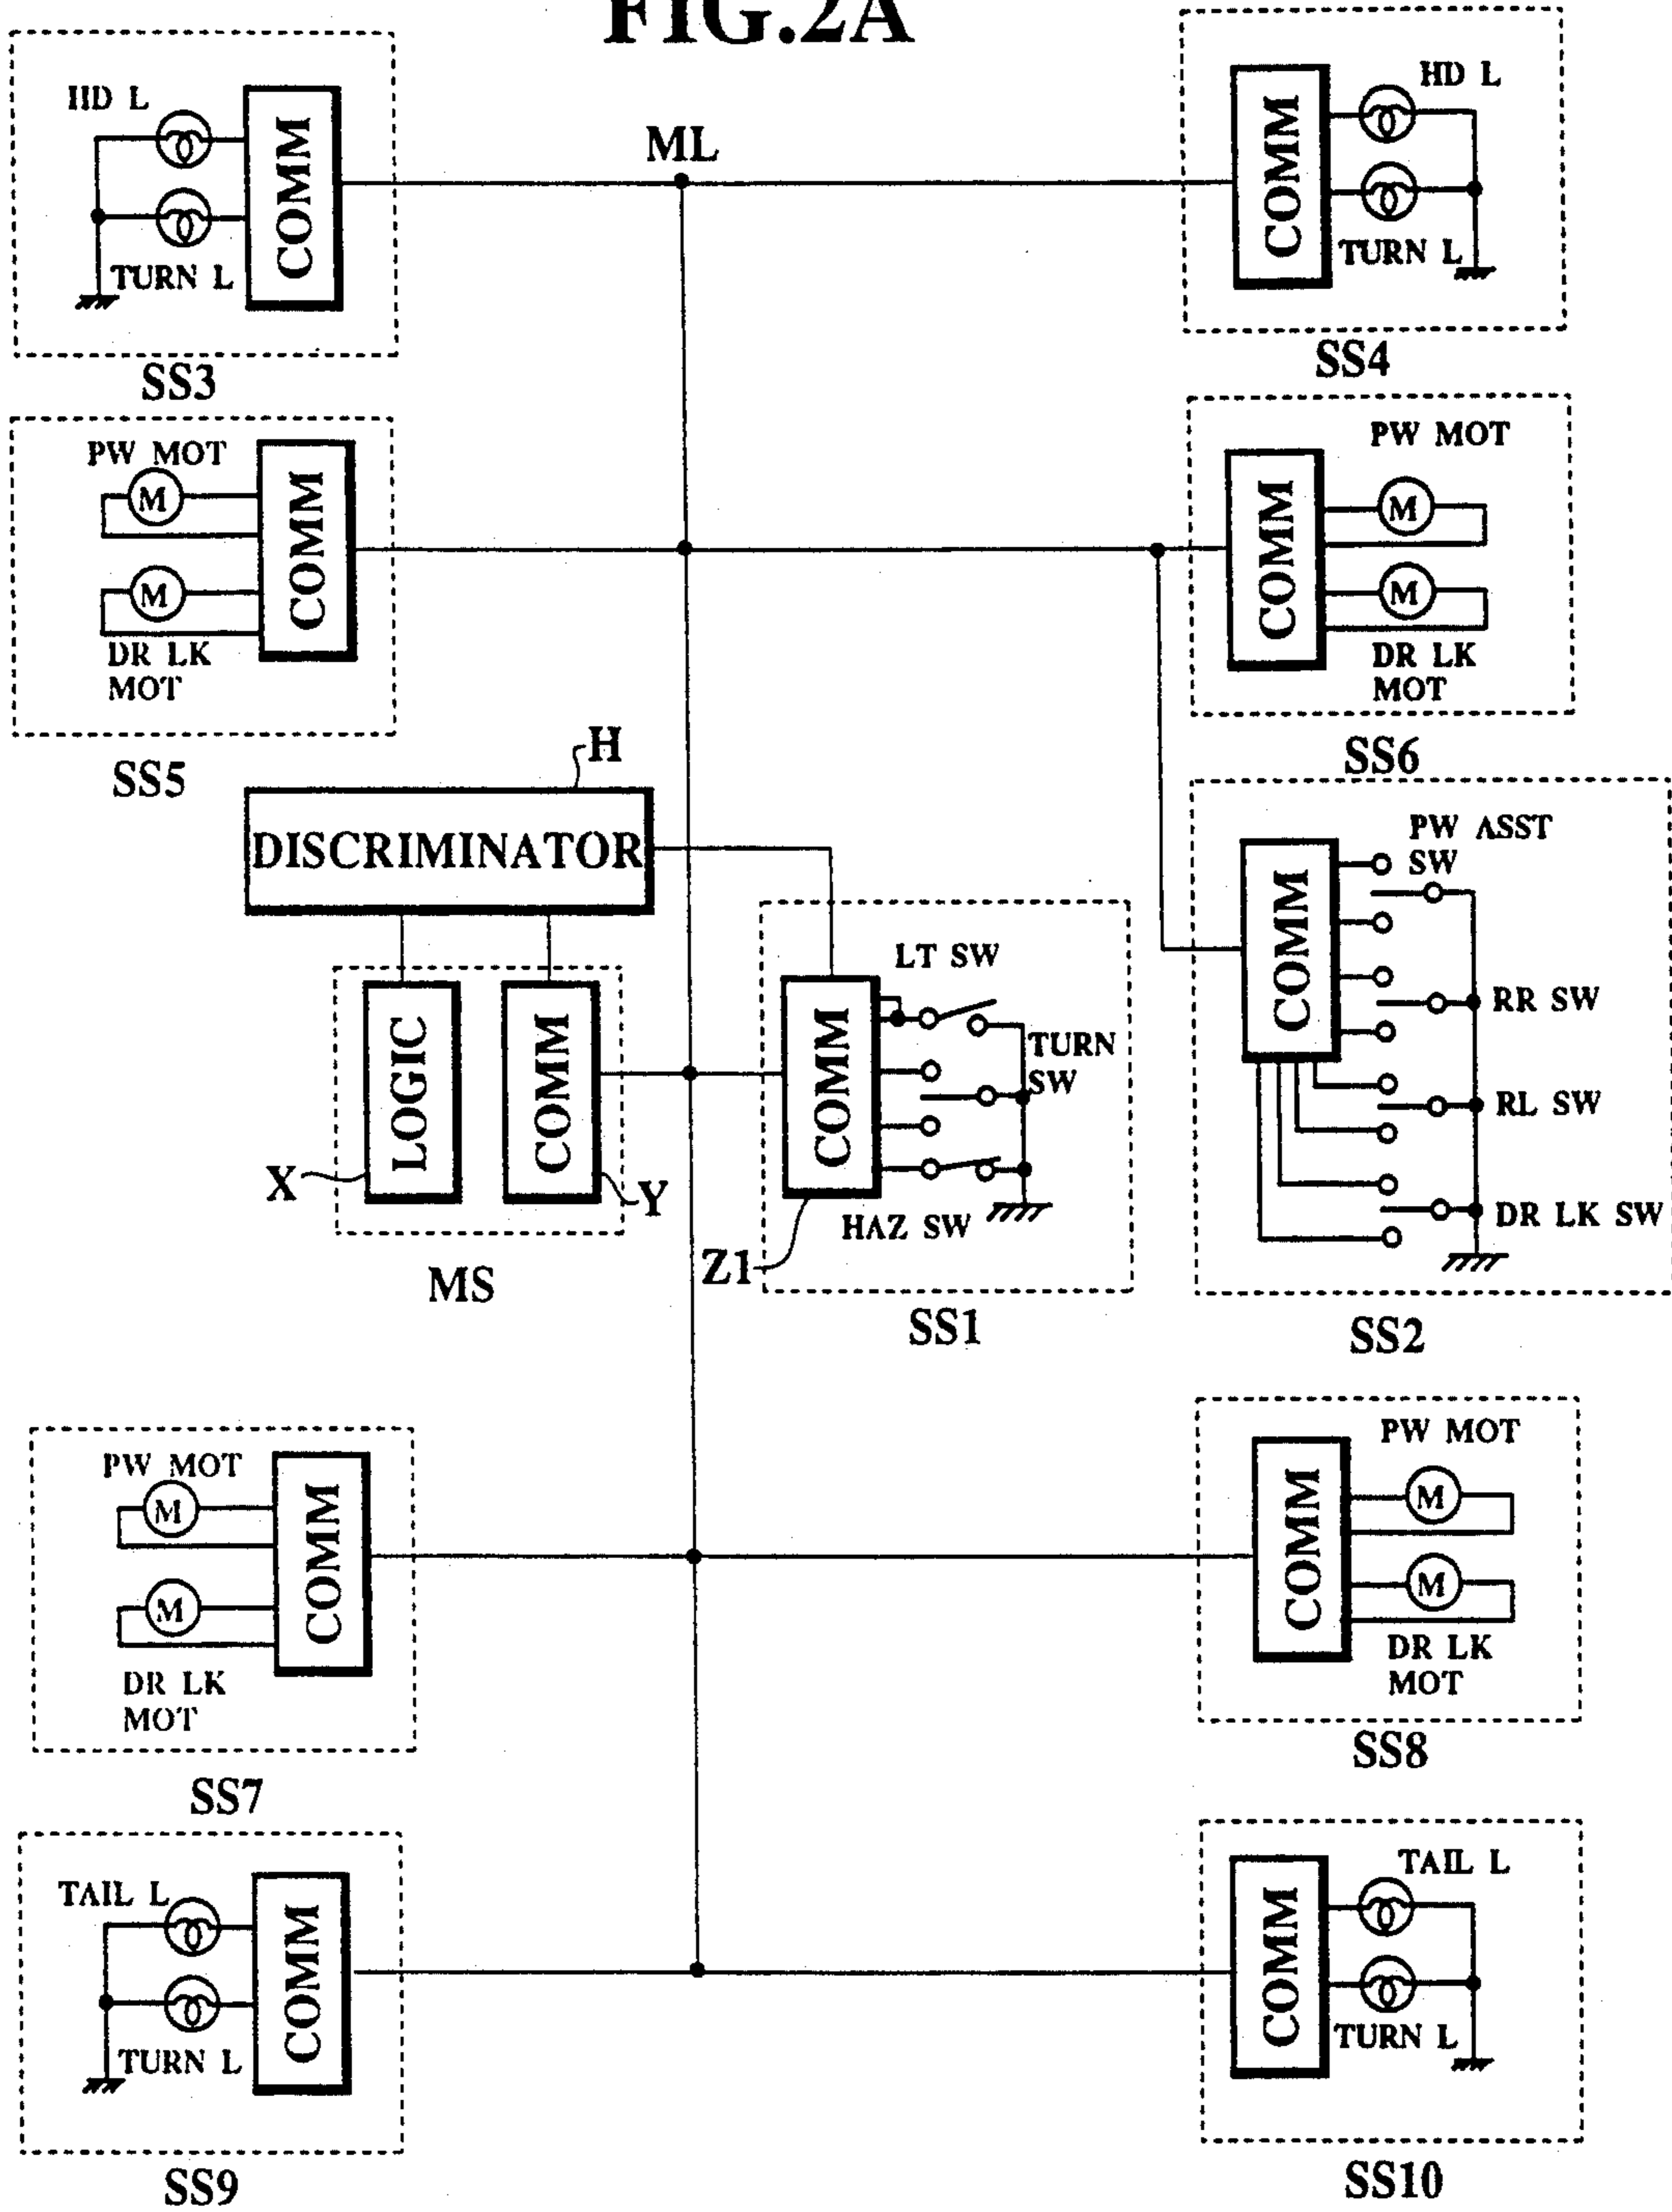 FIG.2A
HD L
COMM
TURN L
SS3
ML
HD L
COMM
TURN L
SS4
PW MOT
M
COMM
M
DR LK
MOT
SS5
PW MOT
COMM
M
M
DR LK
MOT
SS6
H
DISCRIMINATOR
LOGIC
COMM
X
Y
MS
LT SW
COMM
TURN
SW
HAZ SW
Z1
SS1
PW ASST
SW
COMM
RR SW
RL SW
DR LK SW
SS2
PW MOT
M
COMM
M
DR LK
MOT
SS7
PW MOT
COMM
M
M
DR LK
MOT
SS8
TAIL L
COMM
TURN L
SS9
TAIL L
COMM
TURN L
SS10